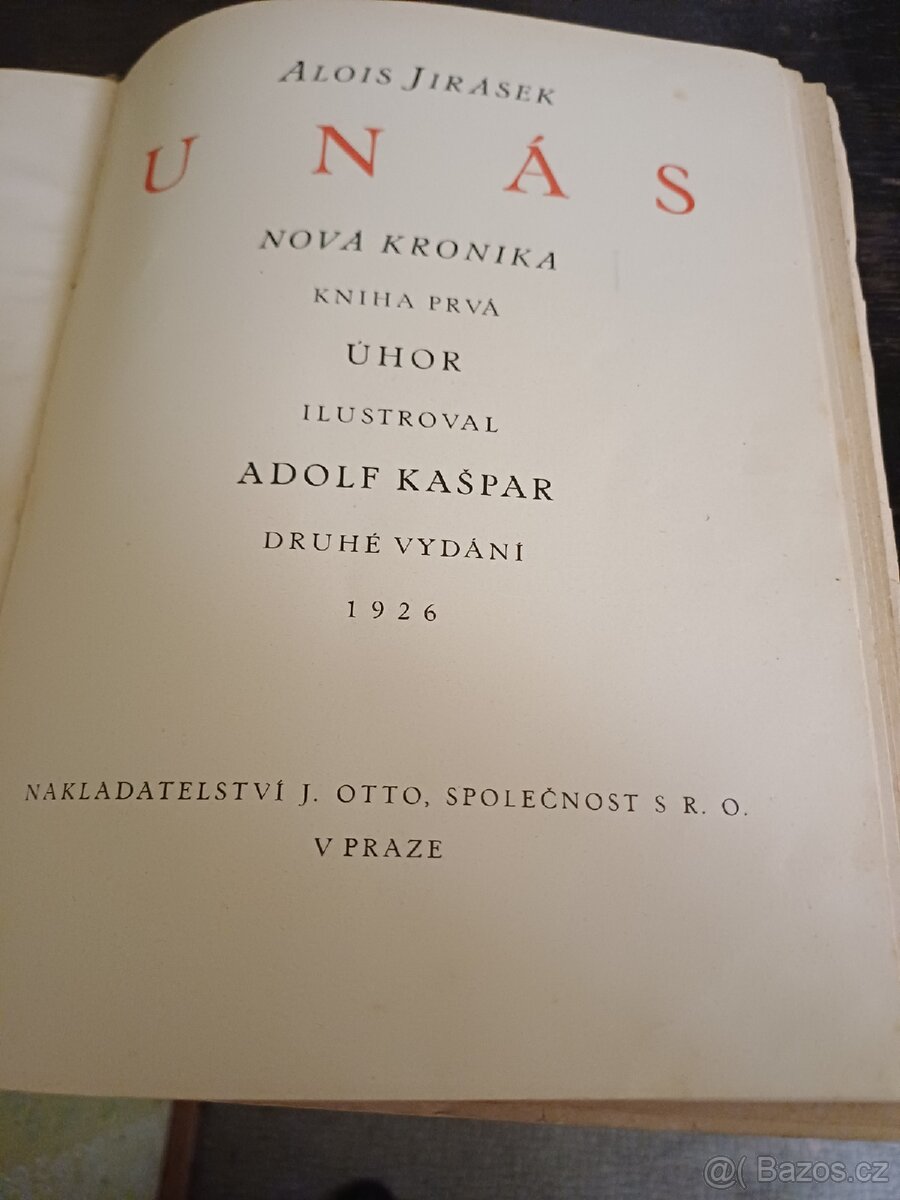 ALOIS JIRÁSEK
U NÁS
NOVÁ KRONIKA
KNIHA PRVÁ
ÚHOR
ILUSTROVAL
ADOLF KAŠPAR
DRUHÉ VYDÁNÍ
1926
NAKLADATELSTVÍ J. OTTO, SPOLEČNOST S R. O.
V PRAZE
@( Bazos.cz